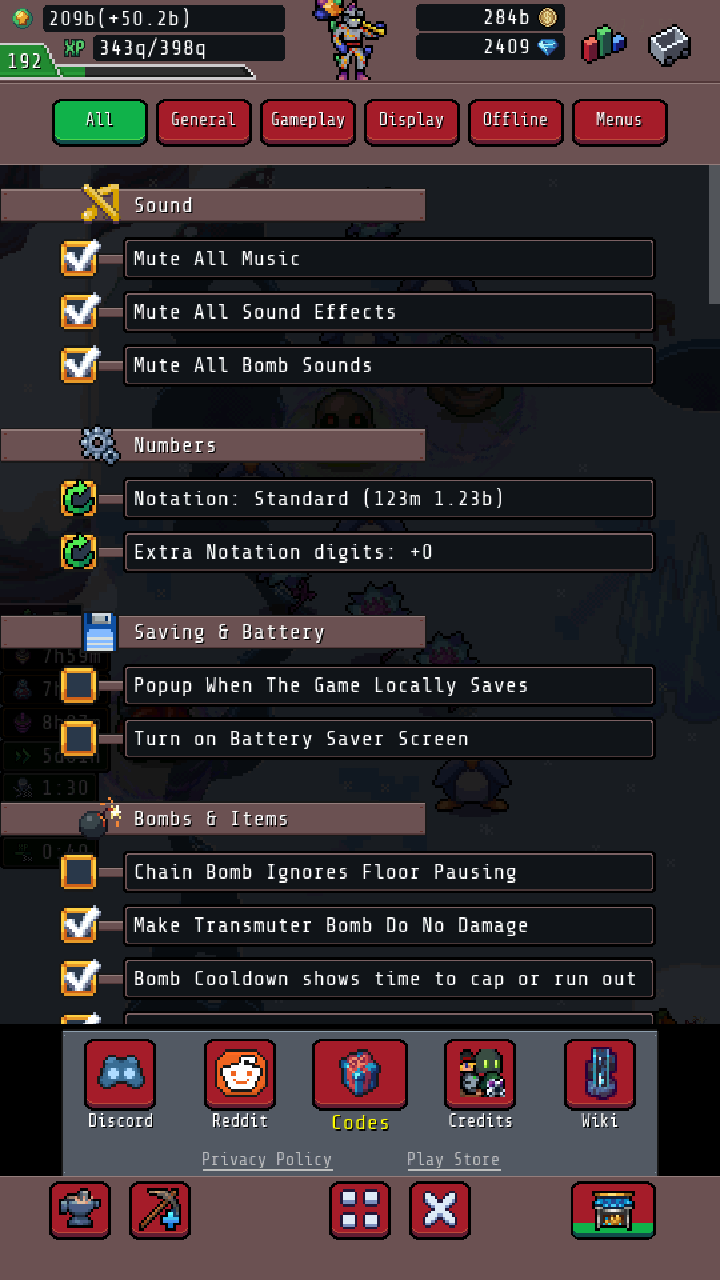 209b(+50.2b)
284b
192
XP
343q/398q
2409
All
General
Gameplay
Display
Offline
Menus
Sound
Mute All Music
Mute All Sound Effects
Mute All Bomb Sounds
Numbers
Notation: Standard (123m 1.23b)
Extra Notation digits: +0
Saving & Battery
7h59m
Popup When The Game Locally Saves
Turn on Battery Saver Screen
1:30
Bombs & Items
Chain Bomb Ignores Floor Pausing
Make Transmuter Bomb Do No Damage
Bomb Cooldown shows time to cap or run out
Discord
Reddit
Codes
Credits
Wiki
Privacy Policy
Play Store